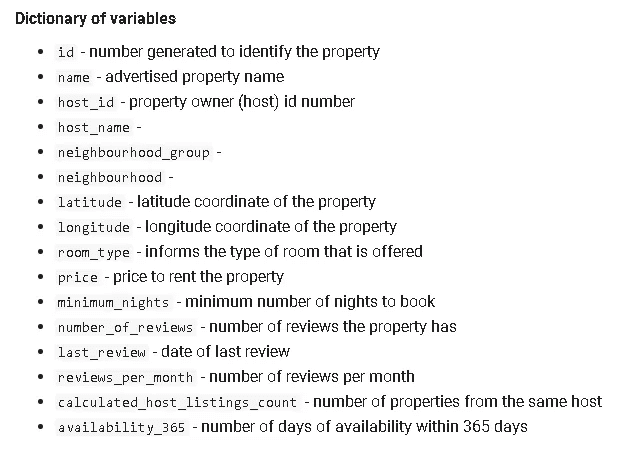 Dictionary of variables
• id - number generated to identify the property
• name - advertised property name
• host_id - property owner (host) id number
• host_name -
• neighbourhood_group -
• neighbourhood -
• latitude - latitude coordinate of the property
• longitude - longitude coordinate of the property
• room_type - informs the type of room that is offered
• price - price to rent the property
• minimum_nights - minimum number of nights to book
• number_of_reviews - number of reviews the property has
• last_review - date of last review
• reviews_per_month - number of reviews per month
• calculated_host_listings_count - number of properties from the same host
• availability_365 - number of days of availability within 365 days